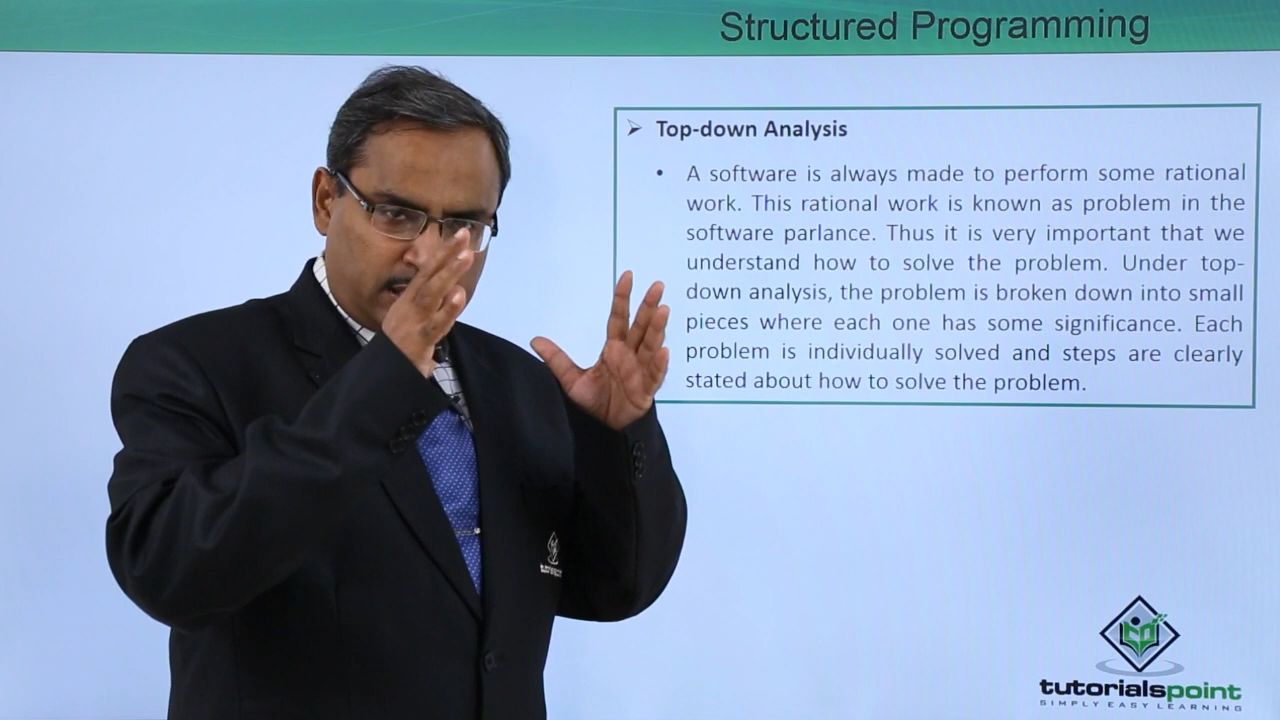 Structured Programming
➢ Top-down Analysis
• A software is always made to perform some rational
work. This rational work is known as problem in the
software parlance. Thus it is very important that we
understand how to solve the problem. Under top-
down analysis, the problem is broken down into small
pieces where each one has some significance. Each
problem is individually solved and steps are clearly
stated about how to solve the problem.
tutorialspoint
SIMPLY EASY LEARNING